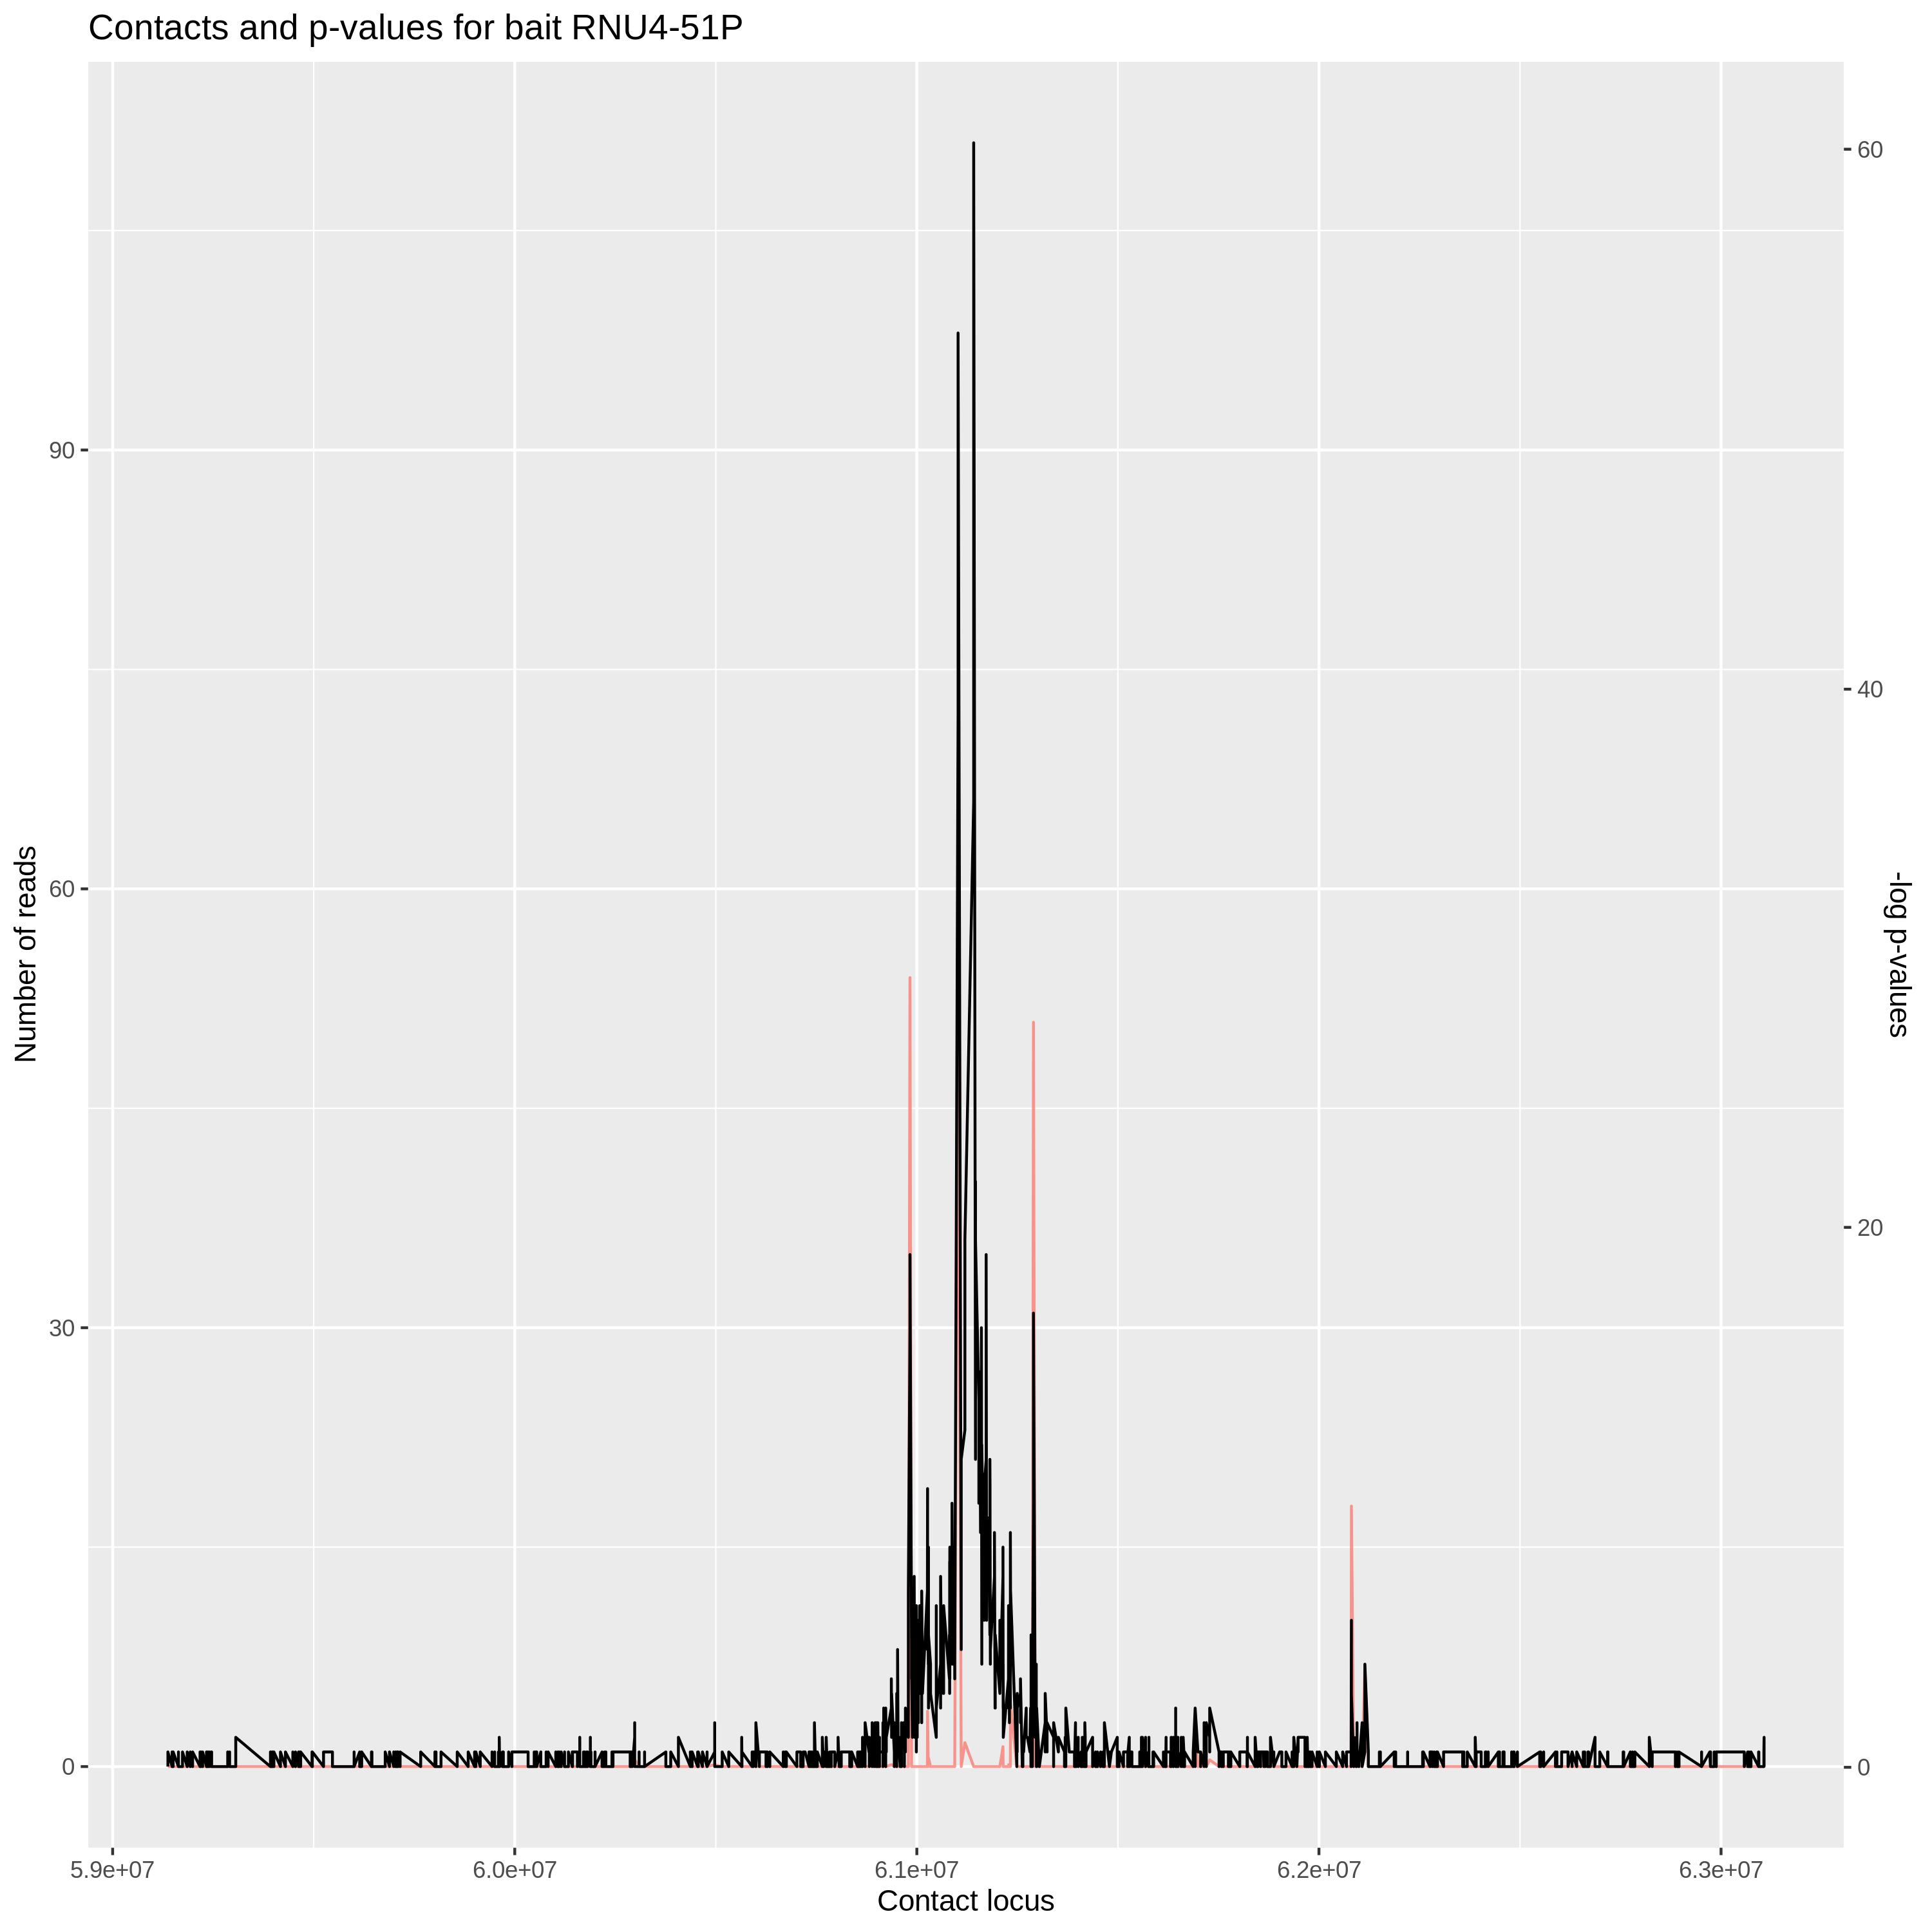 Contacts and p-values for bait RNU4-51P
60
90
40
Number of reads
60
-log p-values
20
30
0
0
5.9e+07
6.0e+07
6.1e+07
6.2e+07
6.3e+07
Contact locus